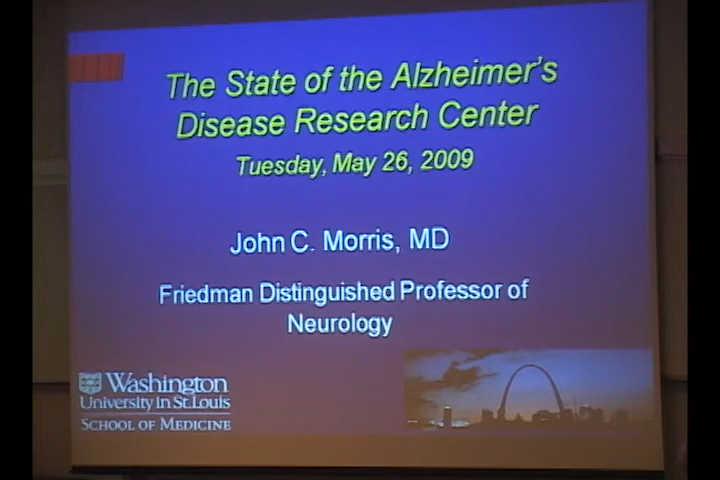 The State of the Alzheimer's
Disease Research Center
Tuesday, May 26, 2009
John C. Morris, MD
Friedman Distinguished Professor of
Neurology
Washington
University in St. Louis
SCHOOL OF MEDICINE